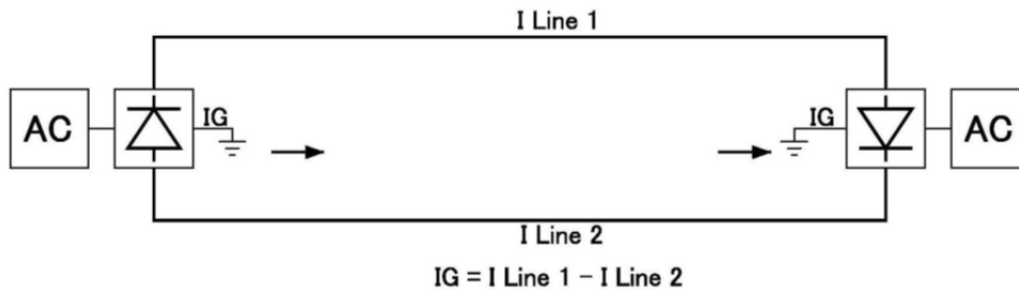 I Line 1
AC
IG
IG
AC
I Line 2
IG = I Line 1 − I Line 2